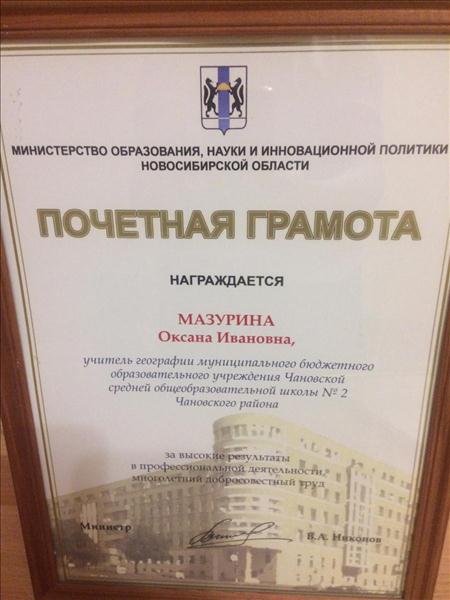 МИНИСТЕРСТВО ОБРАЗОВАНИЯ, НАУКИ И ИННОВАЦИОННОЙ ПОЛИТИКИ
НОВОСИБИРСКОЙ ОБЛАСТИ
ПОЧЕТНАЯ ГРАМОТА
НАГРАЖДАЕТСЯ
МАЗУРИНА
Оксана Ивановна,
учитель географии муниципального бюджетного
образовательного учреждения Чановской
средней общеобразовательной школы № 2
Чановского района
за высокие результаты
в профессиональной деятельности,
многолетний добросовестный труд
Министр
В.А. Никонов